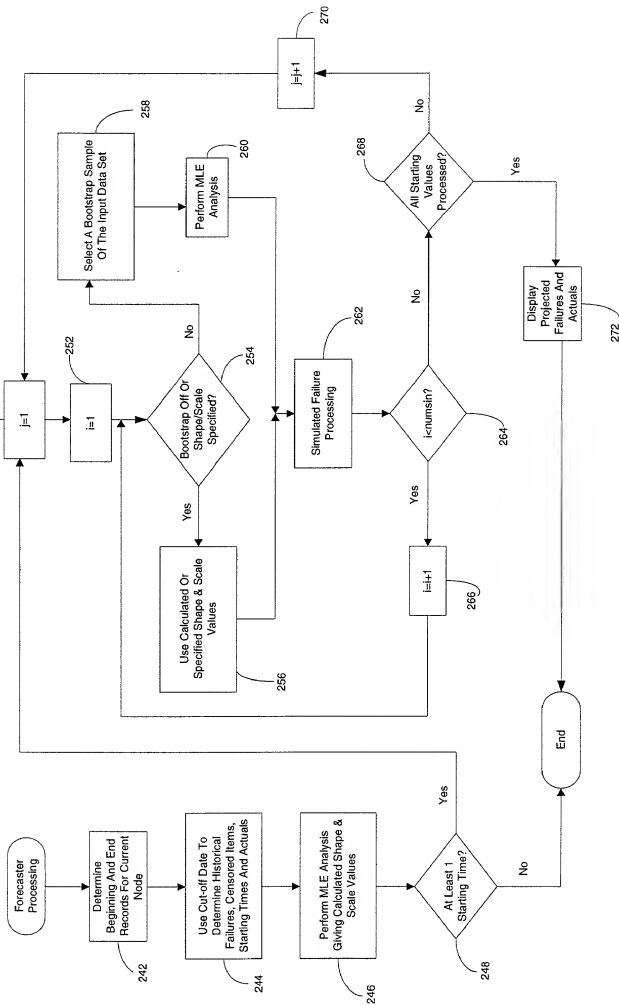 Forecaster
Processing
Determine
Beginning And End
Records For Current
Node
242
Use Cut-off Date To
Determine Historical
Failures, Censored Items,
Starting Times And Actuals
244
Perform MLE Analysis
Giving Calculated Shape &
Scale Values
246
At Least 1
Starting Time?
248
Yes
No
End
j=1
i=1
252
Bootstrap Off Or
Shape/Scale
Specified?
254
Yes
No
Use Calculated Or
Specified Shape & Scale
Values
256
Select A Bootstrap Sample
Of The Input Data Set
258
Perform MLE
Analysis
260
Simulated Failure
Processing
262
i<numsin?
264
Yes
No
i=i+1
266
All Starting
Values
Processed?
268
No
Yes
j=j+1
270
Display
Projected
Failures And
Actuals
272